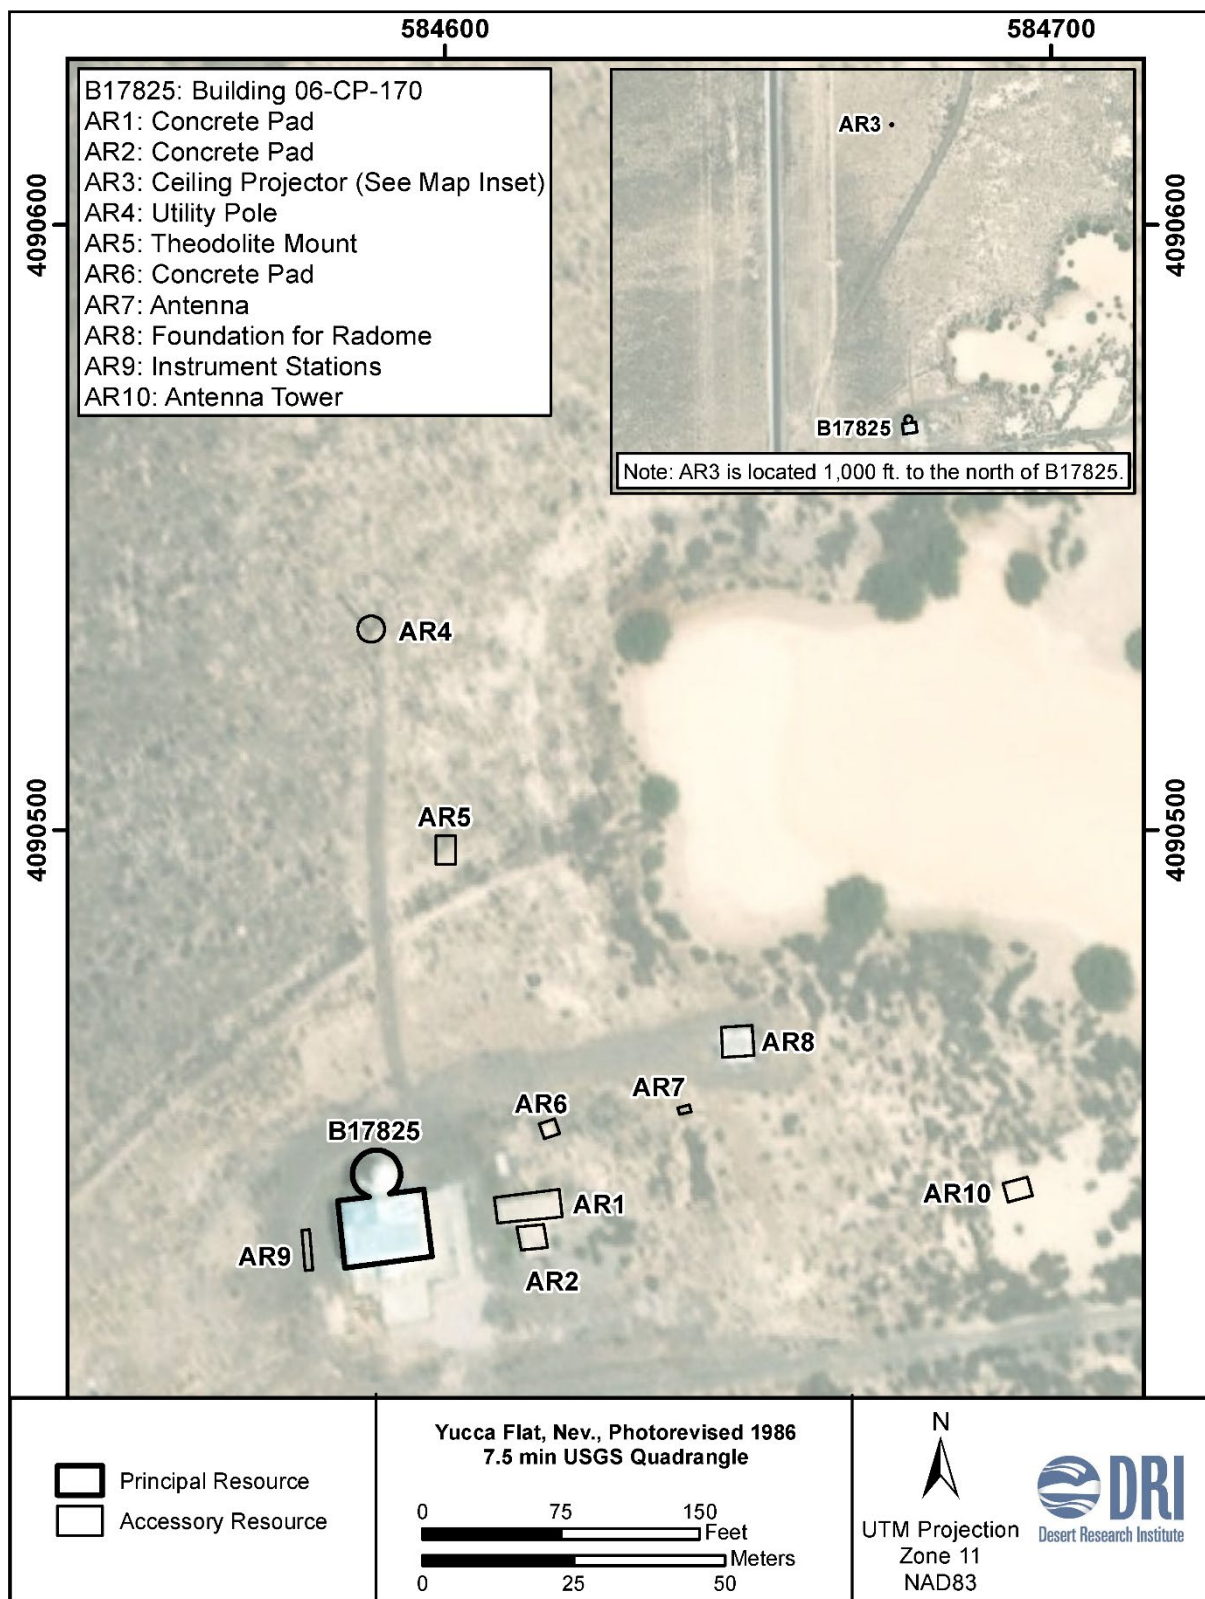 584600
584700
B17825: Building 06-CP-170
AR1: Concrete Pad
AR2: Concrete Pad
AR3: Ceiling Projector (See Map Inset)
AR4: Utility Pole
AR5: Theodolite Mount
AR6: Concrete Pad
AR7: Antenna
AR8: Foundation for Radome
AR9: Instrument Stations
AR10: Antenna Tower
AR3
B17825
Note: AR3 is located 1,000 ft. to the north of B17825.
4090600
4090600
AR4
4090500
4090500
AR5
AR8
AR7
AR6
B17825
AR10
AR1
AR9
AR2
Principal Resource
Accessory Resource
Yucca Flat, Nev., Photorevised 1986
7.5 min USGS Quadrangle
0 75 150
Feet
Meters
0 25 50
N
UTM Projection
Zone 11
NAD83
DRI
Desert Research Institute